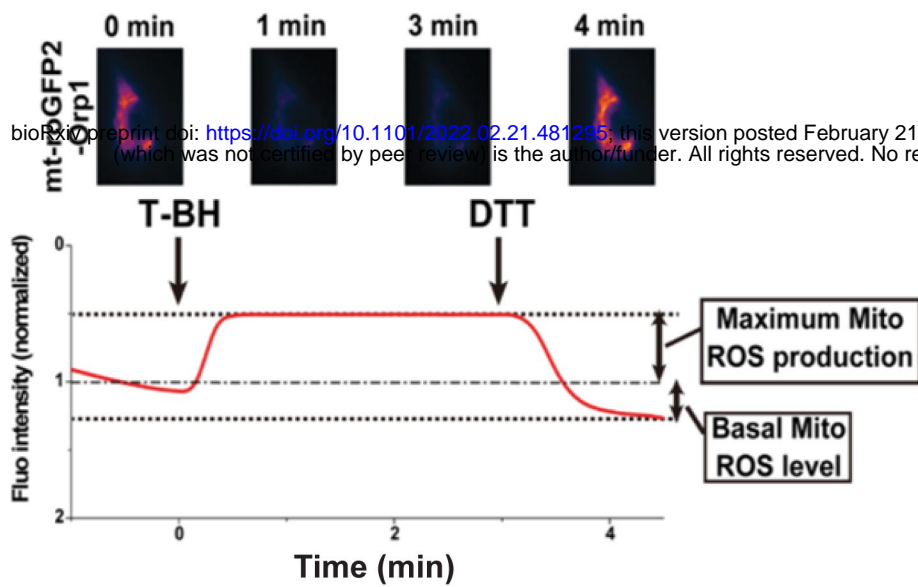 0 min 1 min 3 min 4 min
mt-roGFP2
-Orp1
bioRxiv preprint doi: https://doi.org/10.1101/2022.02.21.481295; this version posted February 21
(which was not certified by peer review) is the author/funder. All rights reserved. No re
T-BH DTT
Fluo intensity (normalized)
0
1
2
Maximum Mito
ROS production
Basal Mito
ROS level
0 2 4
Time (min)